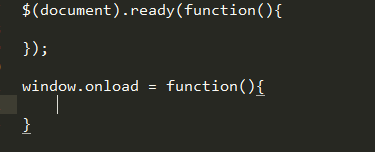 $(document).ready(function(){
});
window.onload = function(){
}